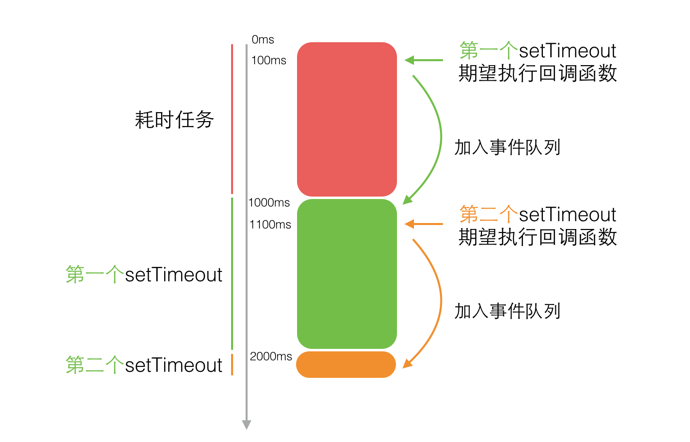 0ms
100ms
第一个setTimeout
期望执行回调函数
耗时任务
加入事件队列
1000ms
1100ms
第二个setTimeout
期望执行回调函数
第一个setTimeout
加入事件队列
2000ms
第二个setTimeout